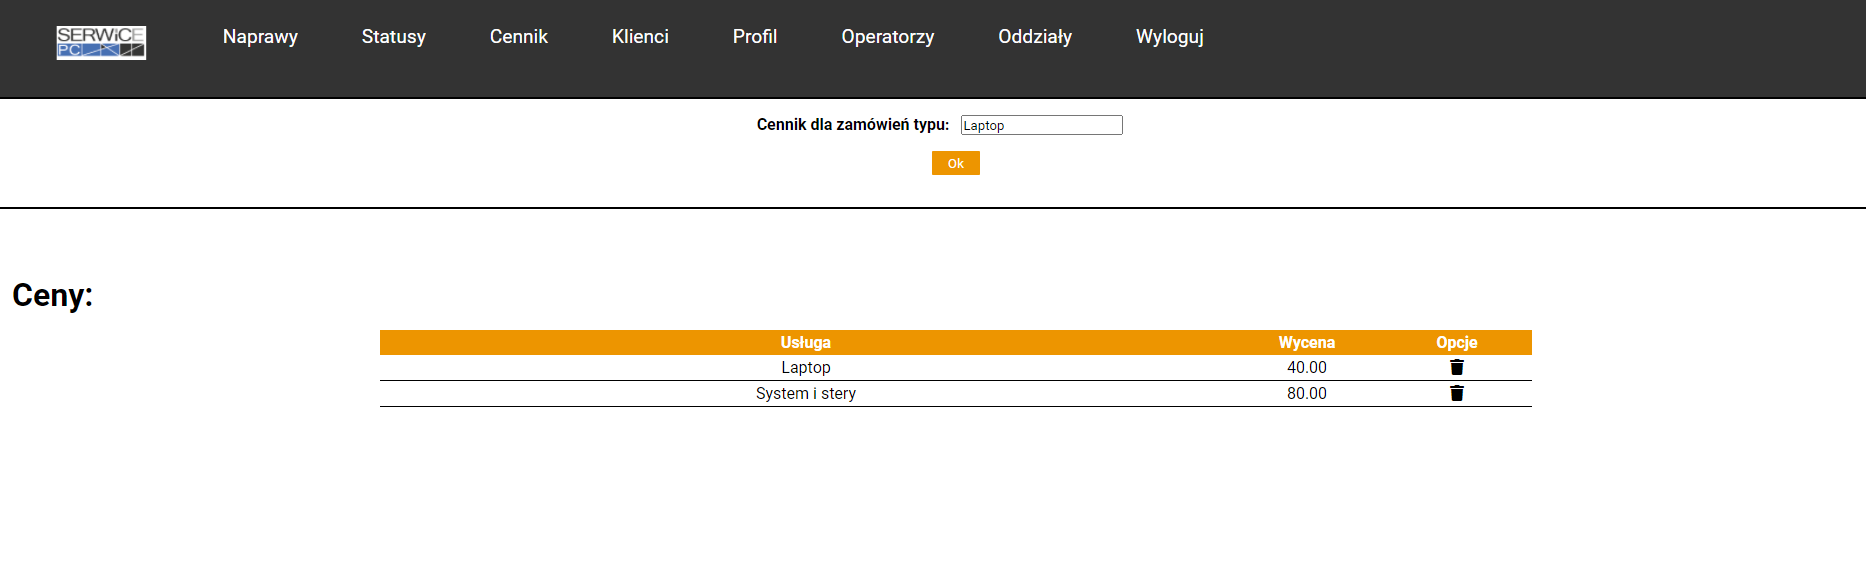 SERWiCE
PC
Naprawy Statusy Cennik Klienci Profil Operatorzy Oddziały Wyloguj
Cennik dla zamówień typu: Laptop
Ok
Ceny:
Usługa Wycena Opcje
Laptop 40.00
System i stery 80.00